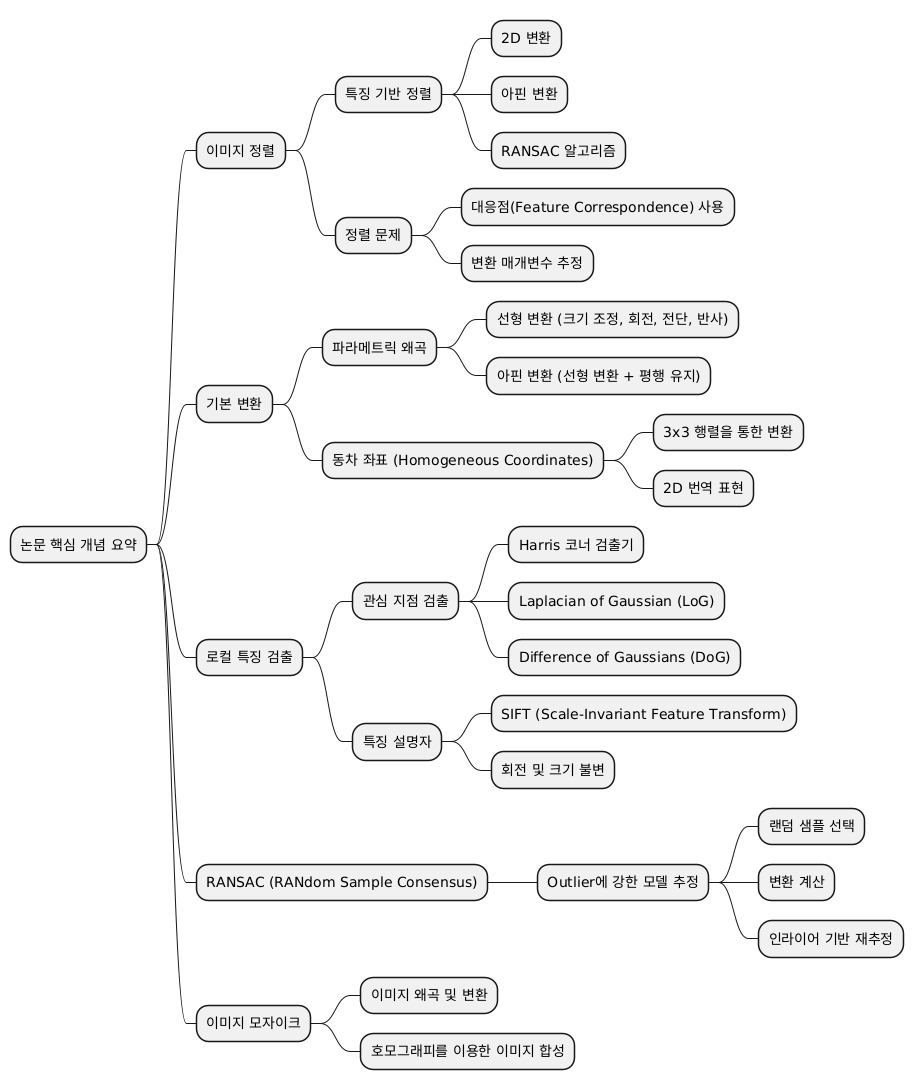 논문 핵심 개념 요약
이미지 정렬
특징 기반 정렬
2D 변환
아핀 변환
RANSAC 알고리즘
정렬 문제
대응점(Feature Correspondence) 사용
변환 매개변수 추정
기본 변환
파라메트릭 왜곡
선형 변환 (크기 조정, 회전, 전단, 반사)
아핀 변환 (선형 변환 + 평행 유지)
동차 좌표 (Homogeneous Coordinates)
3x3 행렬을 통한 변환
2D 번역 표현
로컬 특징 검출
관심 지점 검출
Harris 코너 검출기
Laplacian of Gaussian (LoG)
Difference of Gaussians (DoG)
특징 설명자
SIFT (Scale-Invariant Feature Transform)
회전 및 크기 불변
RANSAC (RANdom Sample Consensus)
Outlier에 강한 모델 추정
랜덤 샘플 선택
변환 계산
인라이어 기반 재추정
이미지 모자이크
이미지 왜곡 및 변환
호모그래피를 이용한 이미지 합성